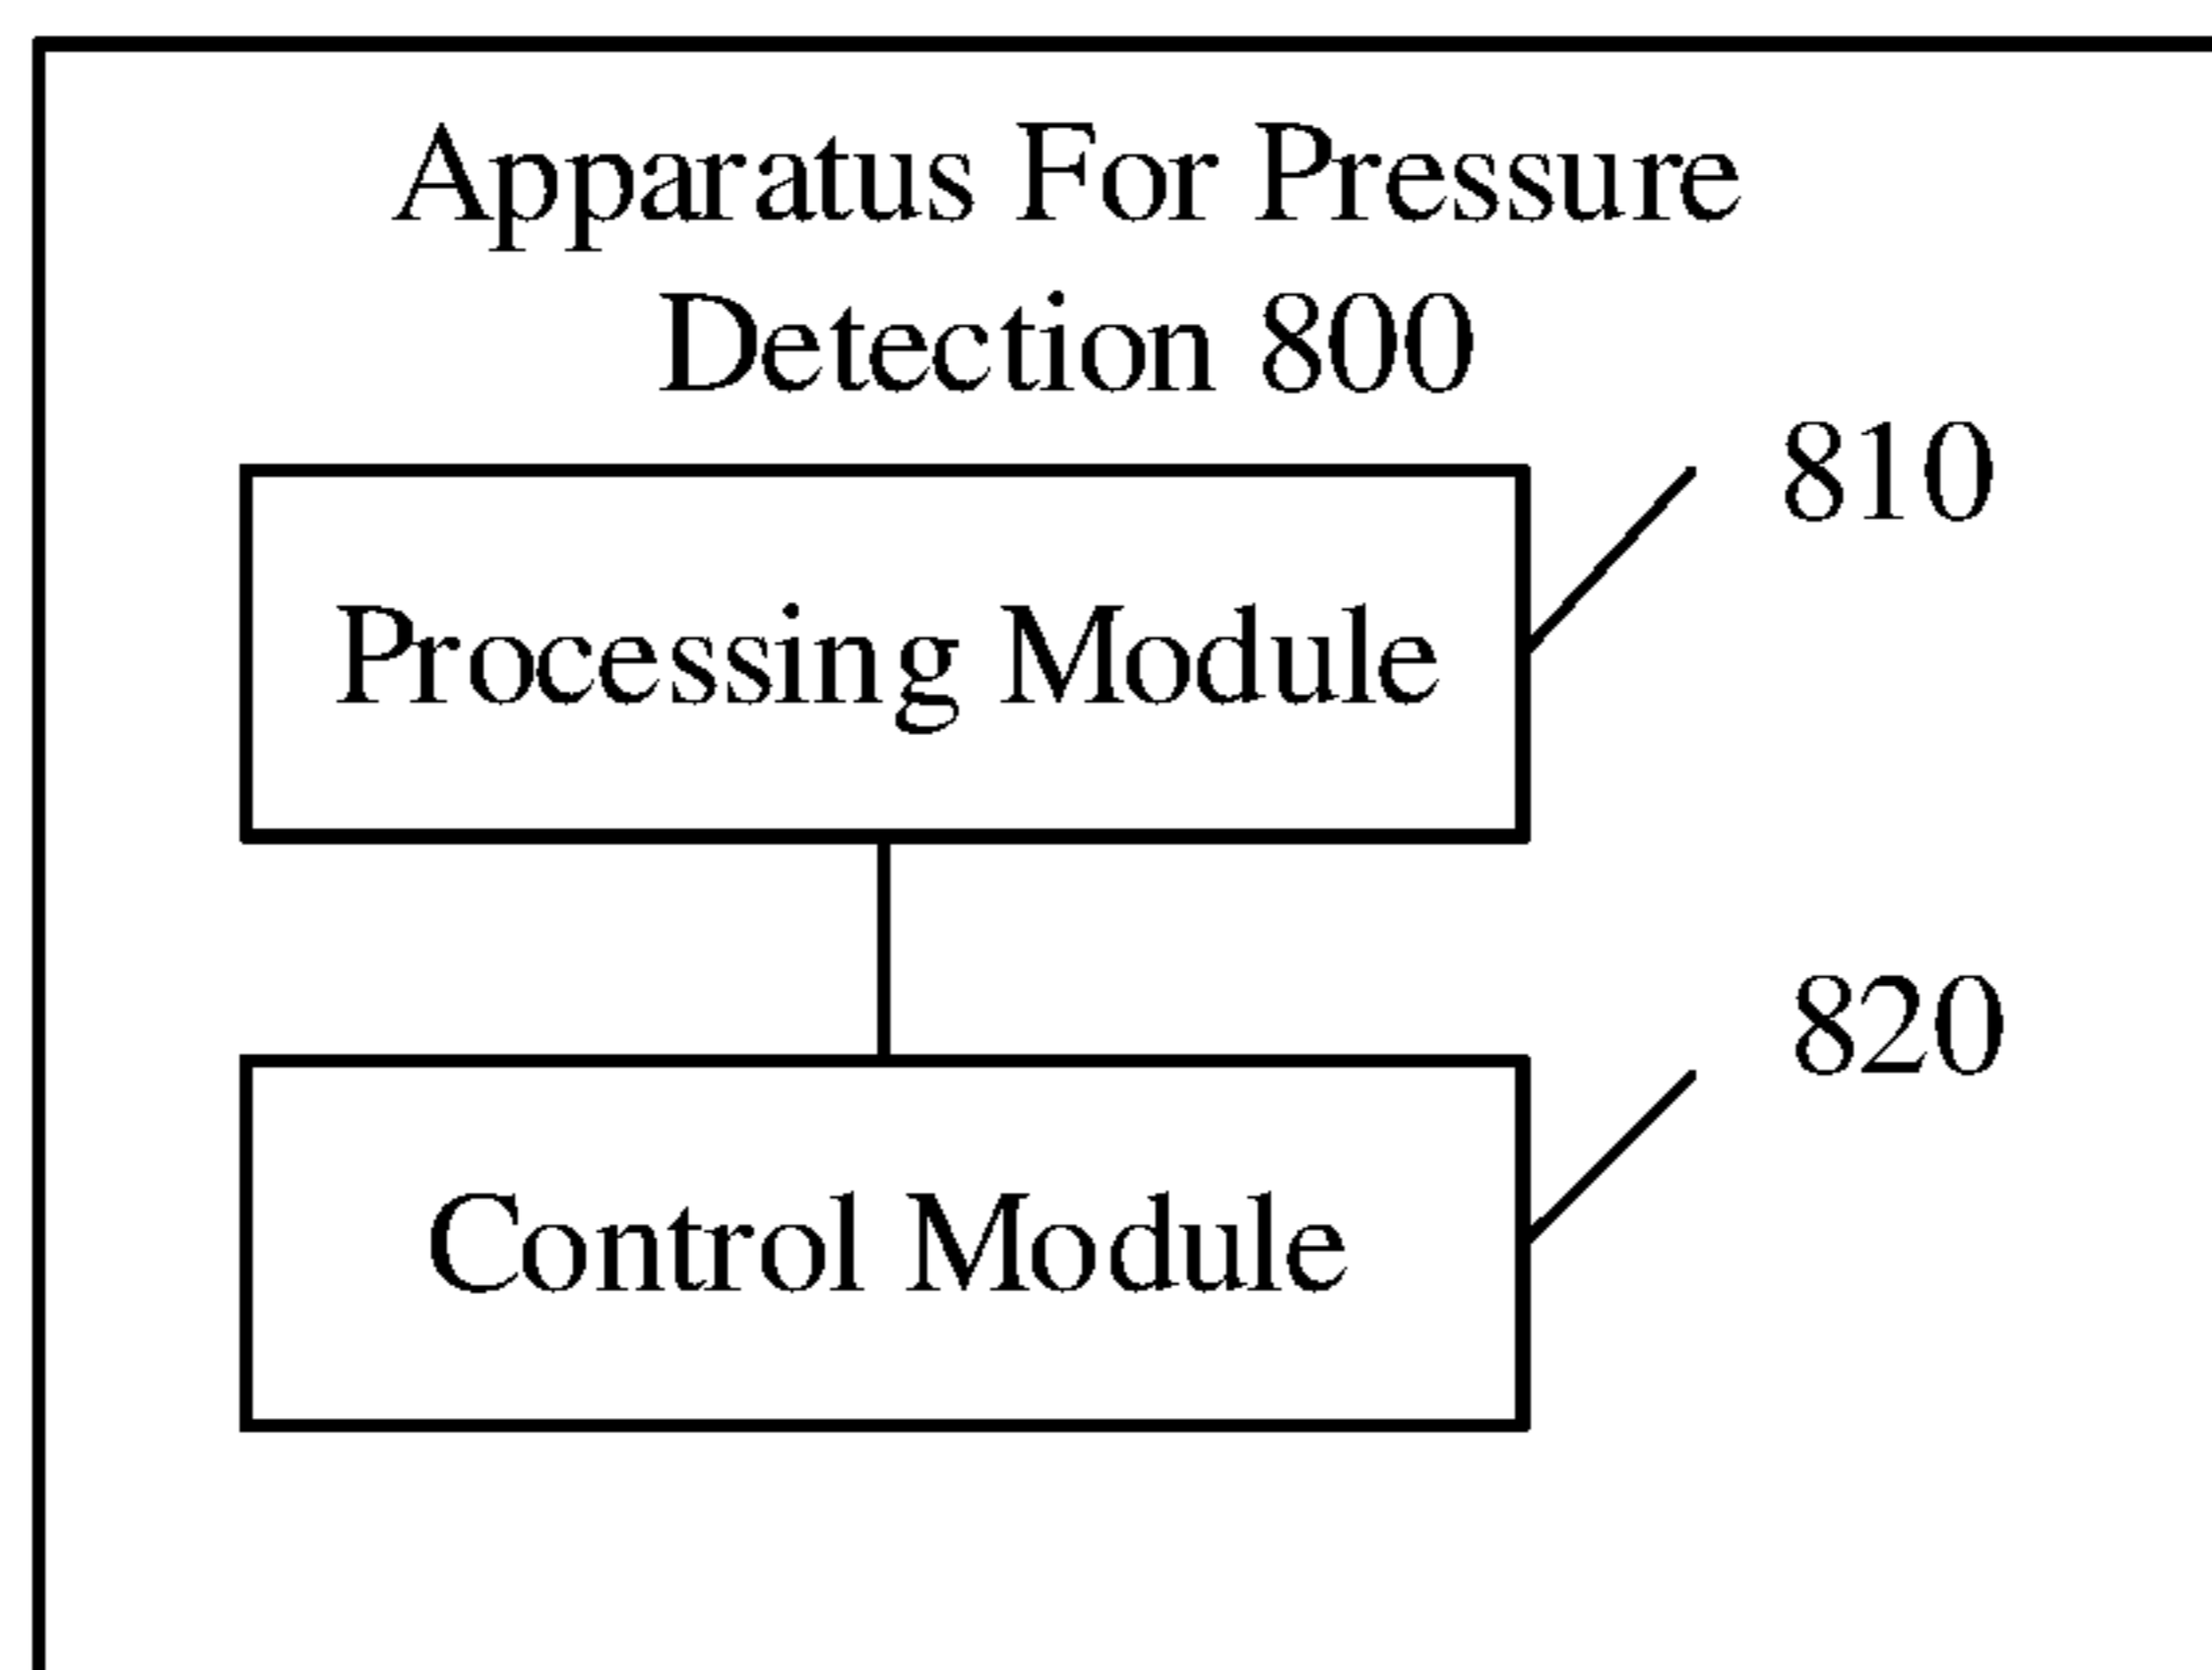 Apparatus For Pressure
Detection 800
810
Processing Module
820
Control Module